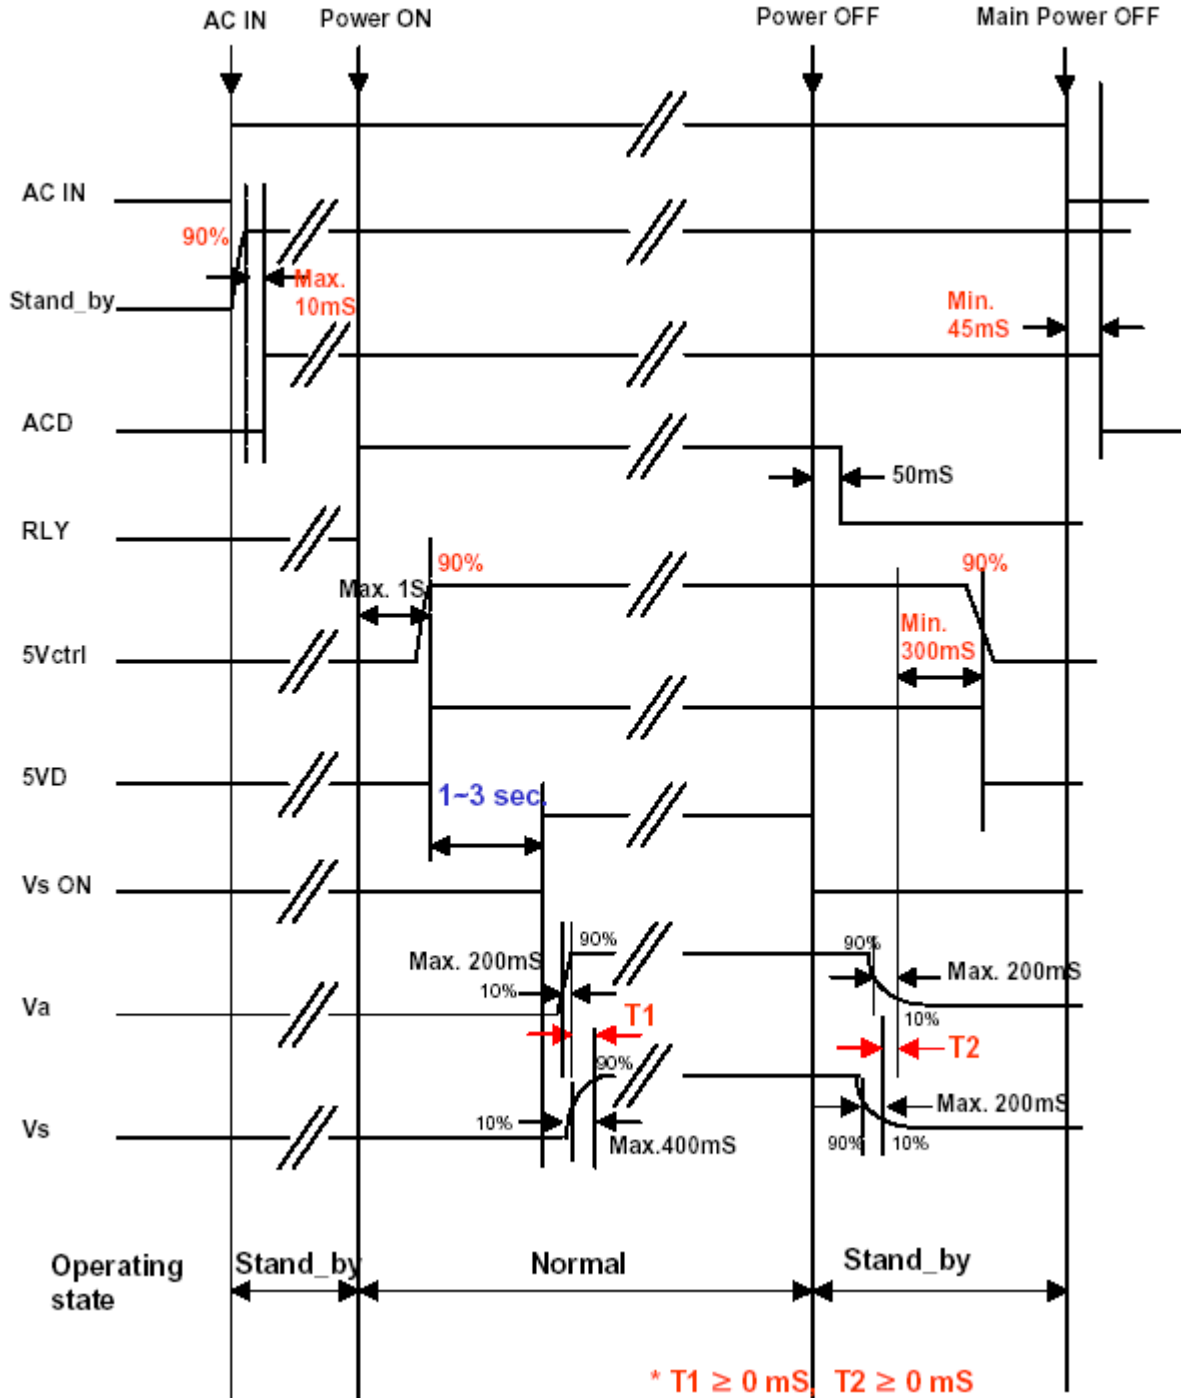 AC IN Power ON Power OFF Main Power OFF
AC IN
90%
Max.
10mS
Stand_by
Min.
45mS
ACD
50mS
RLY
90% 90%
Max. 1S
Min.
300mS
5Vctrl
5VD
1~3 sec.
Vs ON
90% 90%
Max. 200mS Max. 200mS
10%
Va
T1
10%
T2
90%
Max. 200mS
10%
Vs
90% 10%
Max.400mS
Operating
state
Stand_by Normal Stand_by
* T1 ≥ 0 mS, T2 ≥ 0 mS